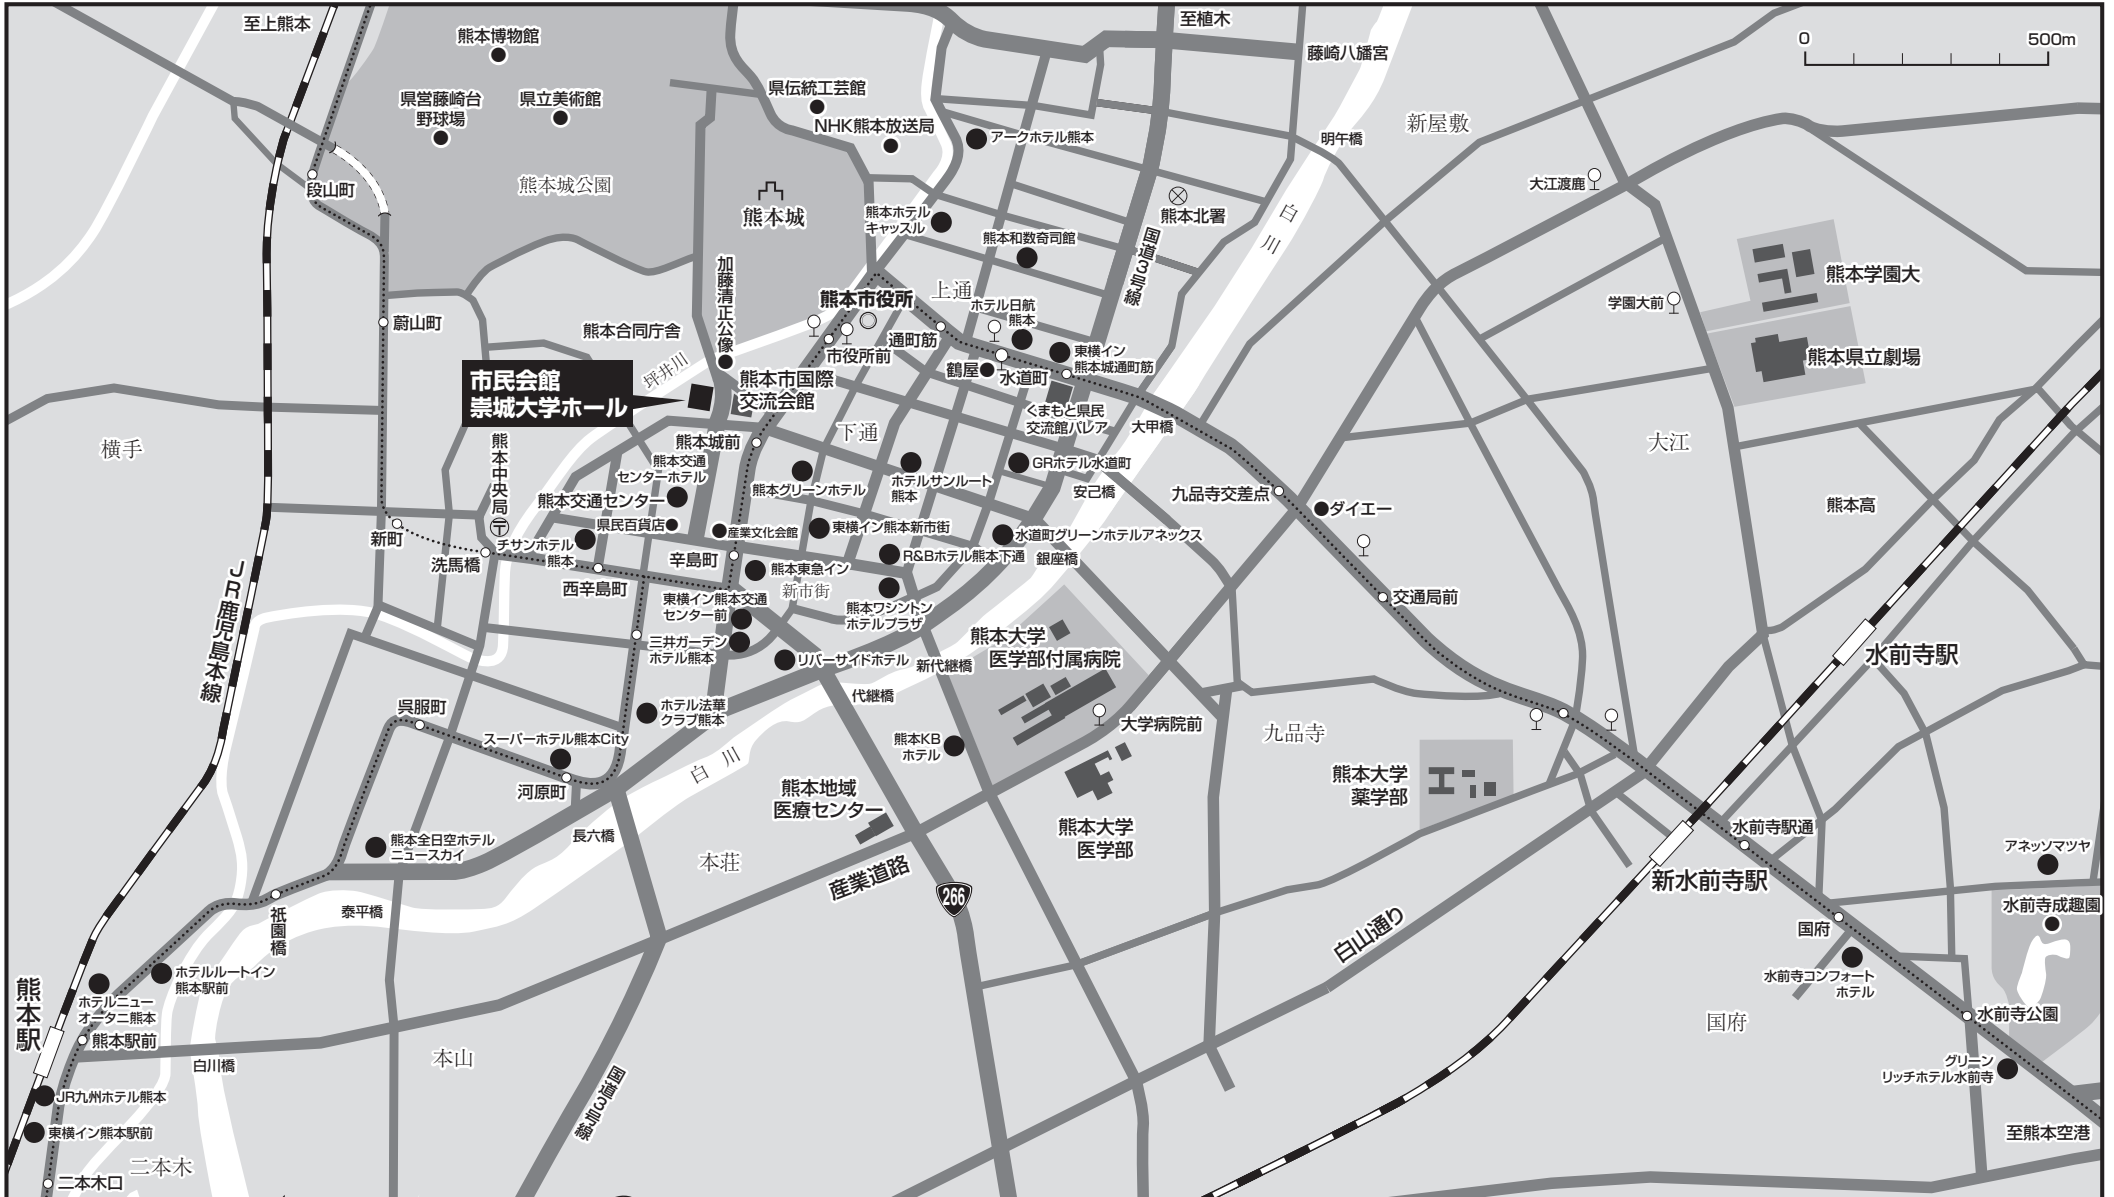 至上熊本
熊本博物館
県営藤崎台
野球場
県立美術館
県伝統工芸館
NHK熊本放送局
アークホテル熊本
至植木
藤崎八旛宮
0
500m
新屋敷
明午橋
大江渡鹿
段山町
熊本城公園
熊本城
熊本ホテル
キャッスル
熊本和数奇司館
熊本北署
国道3号線
白川
熊本学園大
学園大前
熊本県立劇場
蔚山町
熊本合同庁舎
加藤清正公像
熊本市役所
上通
ホテル日航
熊本
市役所前
通町筋
鶴屋
水道町
東横イン
熊本城通町筋
坪井川
市民会館
崇城大学ホール
熊本市国際
交流会館
くまもと県民
交流館パレア
大甲橋
大江
横手
熊本中央局
熊本城前
下通
熊本交通
センターホテル
熊本交通センター
熊本グリーンホテル
ホテルサンルート
熊本
GRホテル水道町
安己橋
九品寺交差点
ダイエー
熊本高
新町
洗馬橋
県民百貨店
チサンホテル
熊本
産業文化会館
東横イン熊本新市街
水道町グリーンホテルアネックス
R&Bホテル熊本下通
銀座橋
辛島町
熊本東急イン
新市街
西辛島町
東横イン熊本交通
センター前
熊本ワシントン
ホテルプラザ
交通局前
JR鹿児島本線
三井ガーデン
ホテル熊本
リバーサイドホテル
新代継橋
熊本大学
医学部付属病院
水前寺駅
代継橋
呉服町
ホテル法華
クラブ熊本
スーパーホテル熊本City
熊本KB
ホテル
大学病院前
九品寺
白川
河原町
熊本地域
医療センター
熊本大学
薬学部
長六橋
熊本大学
医学部
水前寺駅通
熊本全日空ホテル
ニュースカイ
本荘
産業道路
266
新水前寺駅
アネッソマツヤ
水前寺成趣園
祇園橋
泰平橋
白山通り
国府
水前寺コンフォート
ホテル
ホテルルートイン
熊本駅前
熊本駅
ホテルニュー
オータニ熊本
熊本駅前
国府
水前寺公園
白川橋
本山
国道3号線
グリーン
リッチホテル水前寺
JR九州ホテル熊本
東横イン熊本駅前
至熊本空港
二本木
二本木口